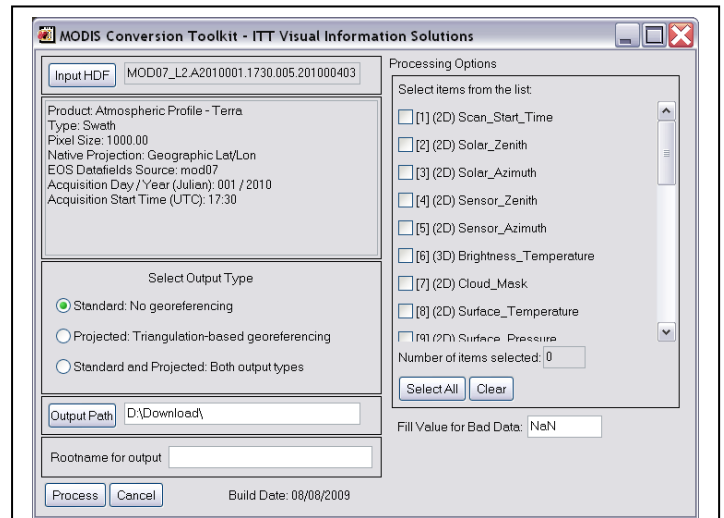 MODIS Conversion Toolkit - ITT Visual Information Solutions
Input HDF MOD07_L2.A2010001.1730.005.201000403
Product: Atmospheric Profile - Terra
Type: Swath
Pixel Size: 1000.00
Native Projection: Geographic Lat/Lon
EOS Datafields Source: mod07
Acquisition Day / Year (Julian): 001 / 2010
Acquisition Start Time (UTC): 17:30
Select Output Type
Standard: No georeferencing
Projected: Triangulation-based georeferencing
Standard and Projected: Both output types
Output Path D:\Download\
Rootname for output
Process Cancel Build Date: 08/08/2009
Processing Options
Select items from the list:
[1] (2D) Scan_Start_Time
[2] (2D) Solar_Zenith
[3] (2D) Solar_Azimuth
[4] (2D) Sensor_Zenith
[5] (2D) Sensor_Azimuth
[6] (3D) Brightness_Temperature
[7] (2D) Cloud_Mask
[8] (2D) Surface_Temperature
[9] (2D) Surface_Pressure
Number of items selected: 0
Select All Clear
Fill Value for Bad Data: NaN